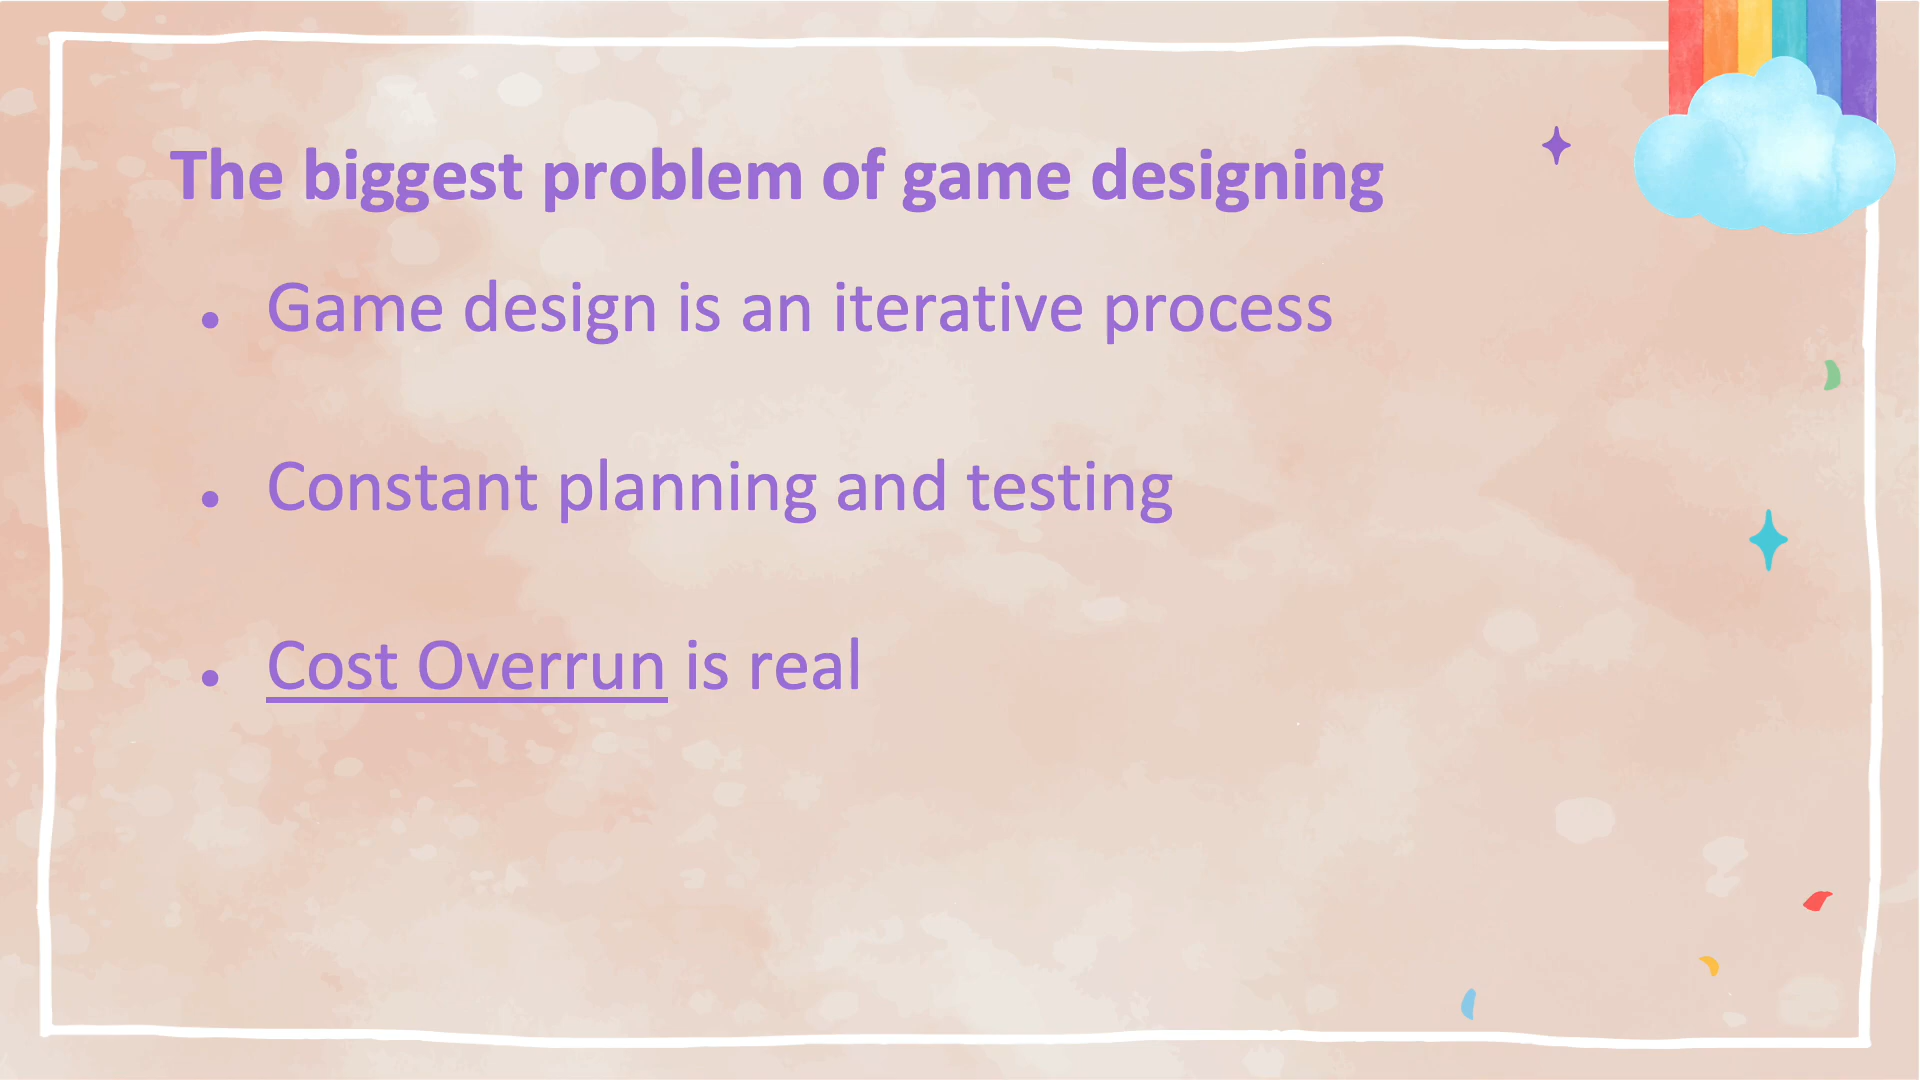 The biggest problem of game designing
• Game design is an iterative process
• Constant planning and testing
• Cost Overrun is real